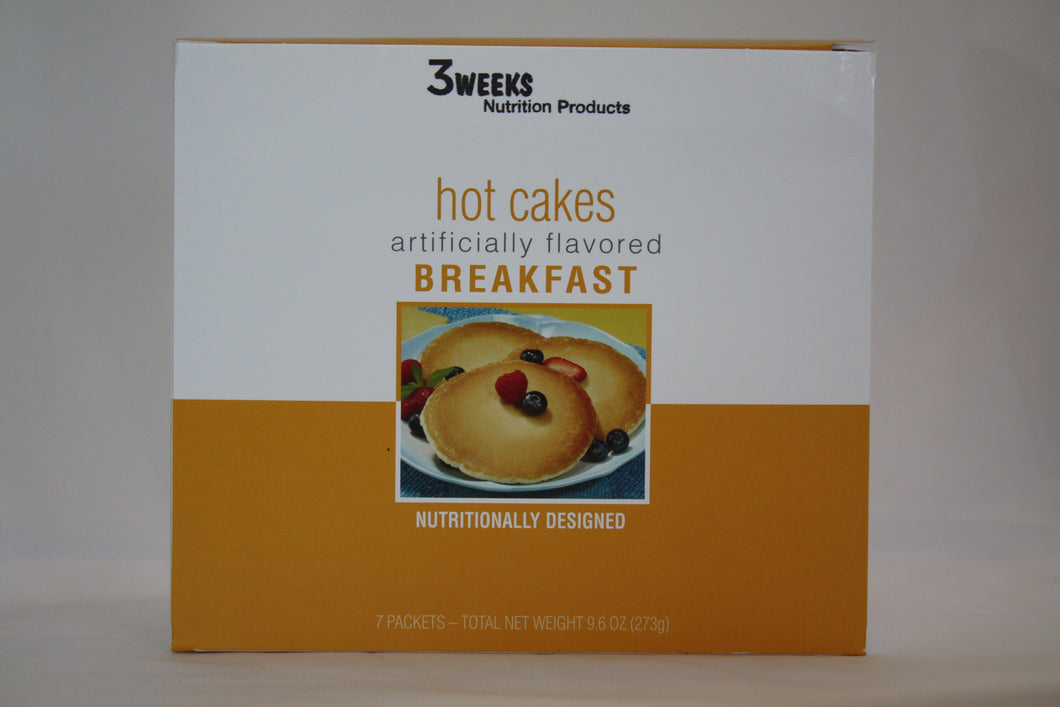 3WEEKS
Nutrition Products
hot cakes
artificially flavored
BREAKFAST
NUTRITIONALLY DESIGNED
7 PACKETS – TOTAL NET WEIGHT 9.6 OZ (273g)